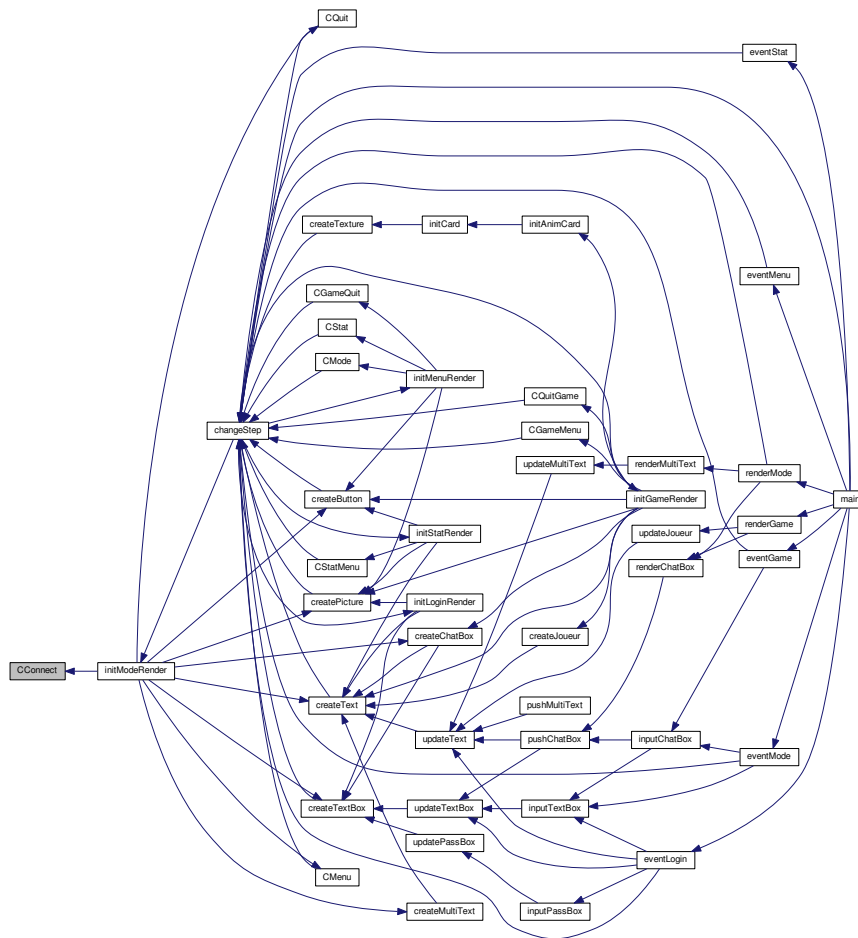 CQuit
eventStat
createTexture
initCard
initAnimCard
eventMenu
CGameQuit
CStat
CMode
initMenuRender
CQuitGame
changeStep
CGameMenu
updateMultiText
renderMultiText
renderMode
createButton
initGameRender
main
initStatRender
updateJoueur
renderGame
CStatMenu
renderChatBox
eventGame
createPicture
initLoginRender
createChatBox
createJoueur
CConnect
initModeRender
createText
pushMultiText
updateText
pushChatBox
inputChatBox
eventMode
createTextBox
updateTextBox
inputTextBox
updatePassBox
eventLogin
CMenu
createMultiText
inputPassBox